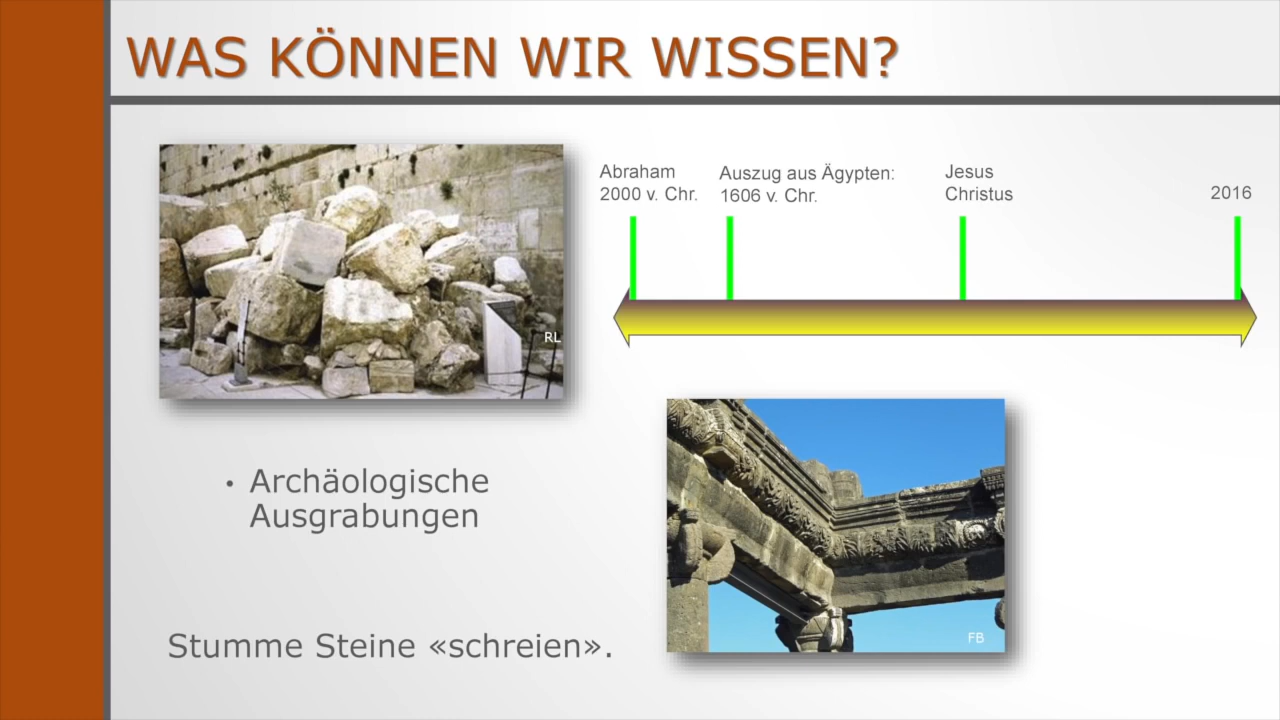 WAS KÖNNEN WIR WISSEN?
Abraham
2000 v. Chr.
Auszug aus Ägypten:
1606 v. Chr.
Jesus
Christus
2016
RL
• Archäologische
Ausgrabungen
FB
Stumme Steine «schreien».